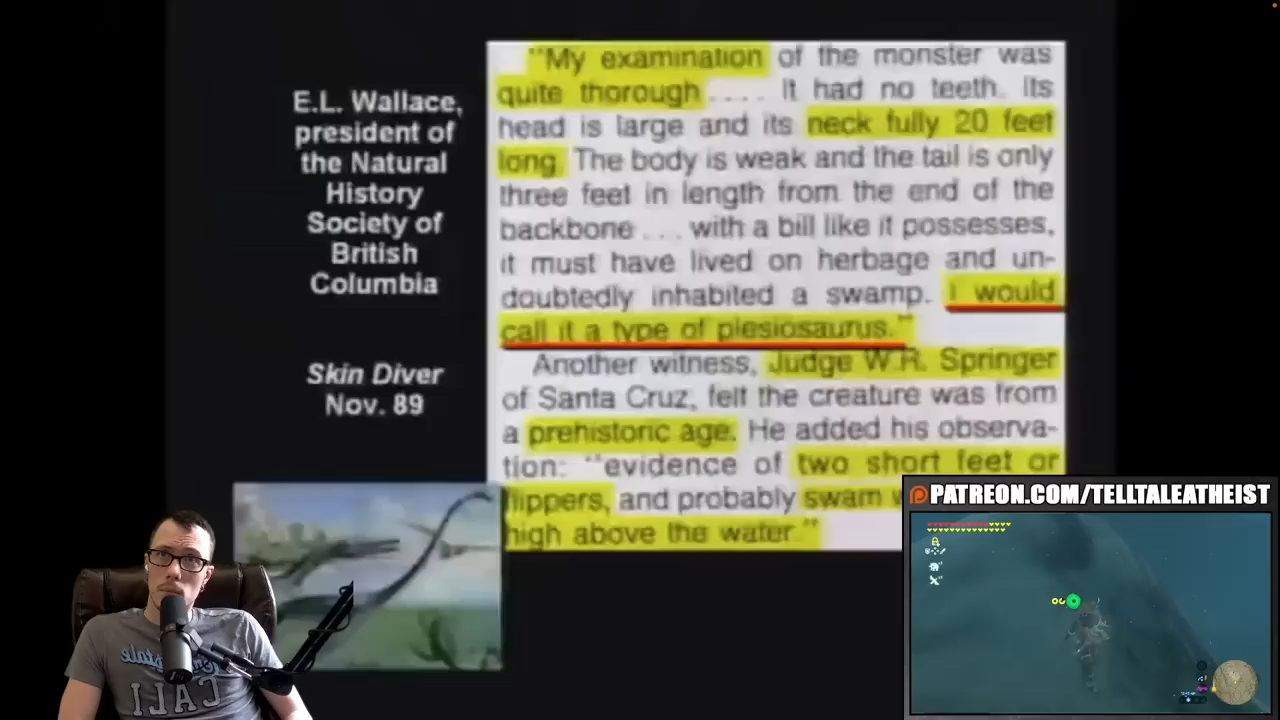 E.L. Wallace,
president of
the Natural
History
Society of
British
Columbia
Skin Diver
Nov. 89
"My examination of the monster was
quite thorough .... It had no teeth. Its
head is large and its neck fully 20 feet
long. The body is weak and the tail is only
three feet in length from the end of the
backbone ... with a bill like it possesses,
it must have lived on herbage and un-
doubtedly inhabited a swamp. I would
call it a type of plesiosaurus."
Another witness, Judge W.R. Springer
of Santa Cruz, felt the creature was from
a prehistoric age. He added his observa-
tion: "evidence of two short feet or
flippers, and probably swam
high above the water."
PATREON.COM/TELLTALEATHEIST
CALI